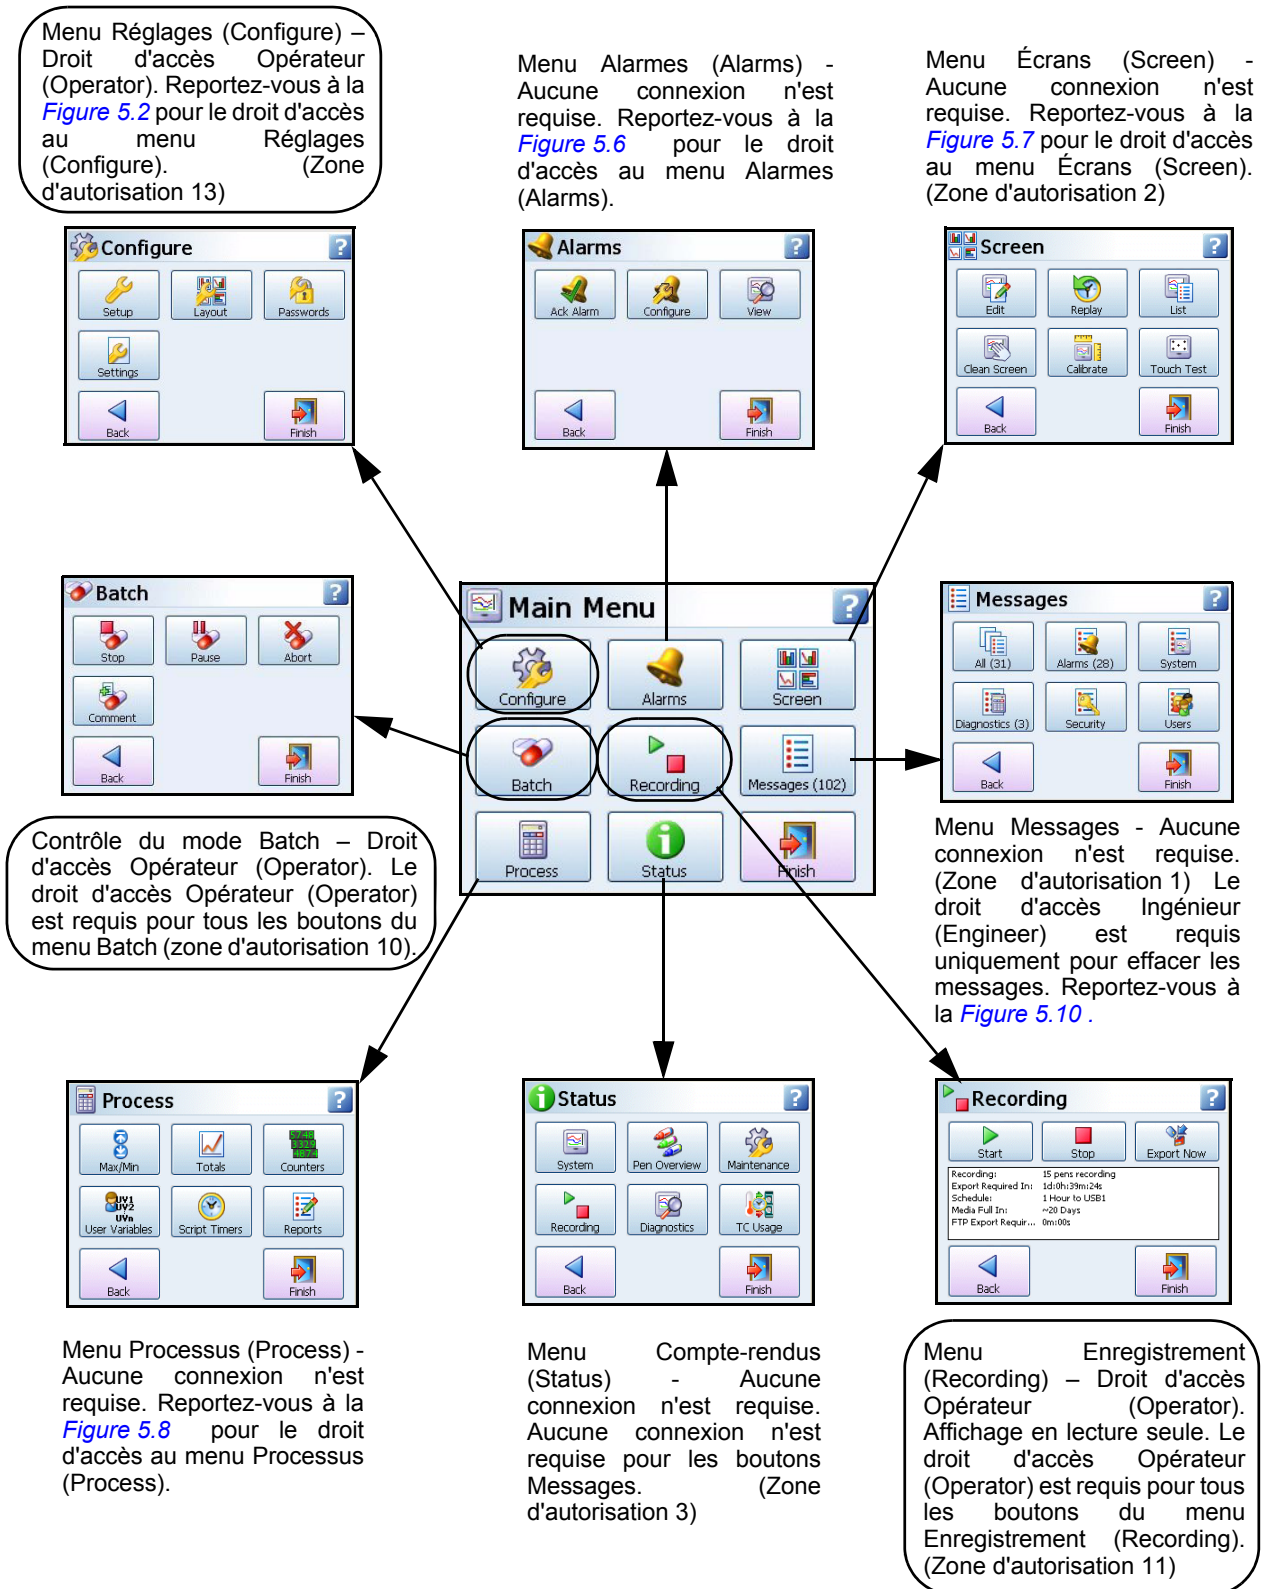 Menu Réglages (Configure) –
Droit d'accès Opérateur
(Operator). Reportez-vous à la
Figure 5.2 pour le droit d'accès
au menu Réglages
(Configure). (Zone
d'autorisation 13)
Menu Alarmes (Alarms) -
Aucune connexion n'est
requise. Reportez-vous à la
Figure 5.6 pour le droit
d'accès au menu Alarmes
(Alarms).
Menu Écrans (Screen) -
Aucune connexion n'est
requise. Reportez-vous à la
Figure 5.7 pour le droit d'accès
au menu Écrans (Screen).
(Zone d'autorisation 2)
Configure ?
Setup Layout Passwords
Settings
Back Finish
Alarms ?
Ack Alarm Configure View
Back Finish
Screen ?
Edit Replay List
Clean Screen Calibrate Touch Test
Back Finish
Batch ?
Stop Pause Abort
Comment
Back Finish
Main Menu ?
Configure Alarms Screen
Batch Recording Messages (102)
Process Status Finish
Messages ?
All (31) Alarms (28) System
Diagnostics (3) Security Users
Back Finish
Contrôle du mode Batch – Droit
d'accès Opérateur (Operator). Le
droit d'accès Opérateur (Operator)
est requis pour tous les boutons du
menu Batch (zone d'autorisation 10).
Menu Messages - Aucune
connexion n'est requise.
(Zone d'autorisation 1) Le
droit d'accès Ingénieur
(Engineer) est requis
uniquement pour effacer les
messages. Reportez-vous à
la Figure 5.10 .
Process ?
Max/Min Totals Counters
5748
3329
4874
UV1
UV2
UVn
User Variables Script Timers Reports
Back Finish
Status ?
System Pen Overview Maintenance
Recording Diagnostics TC Usage
Back Finish
Recording ?
Start Stop Export Now
Recording: 15 pens recording
Export Required In: 1d:0h:39m:24s
Schedule: 1 Hour to USB1
Media Full In: ~20 Days
FTP Export Requir... 0m:00s
Back Finish
Menu Processus (Process) -
Aucune connexion n'est
requise. Reportez-vous à la
Figure 5.8 pour le droit
d'accès au menu Processus
(Process).
Menu Compte-rendus
(Status) - Aucune
connexion n'est requise.
Aucune connexion n'est
requise pour les boutons
Messages. (Zone
d'autorisation 3)
Menu Enregistrement
(Recording) – Droit d'accès
Opérateur (Operator).
Affichage en lecture seule. Le
droit d'accès Opérateur
(Operator) est requis pour tous
les boutons du menu
Enregistrement (Recording).
(Zone d'autorisation 11)